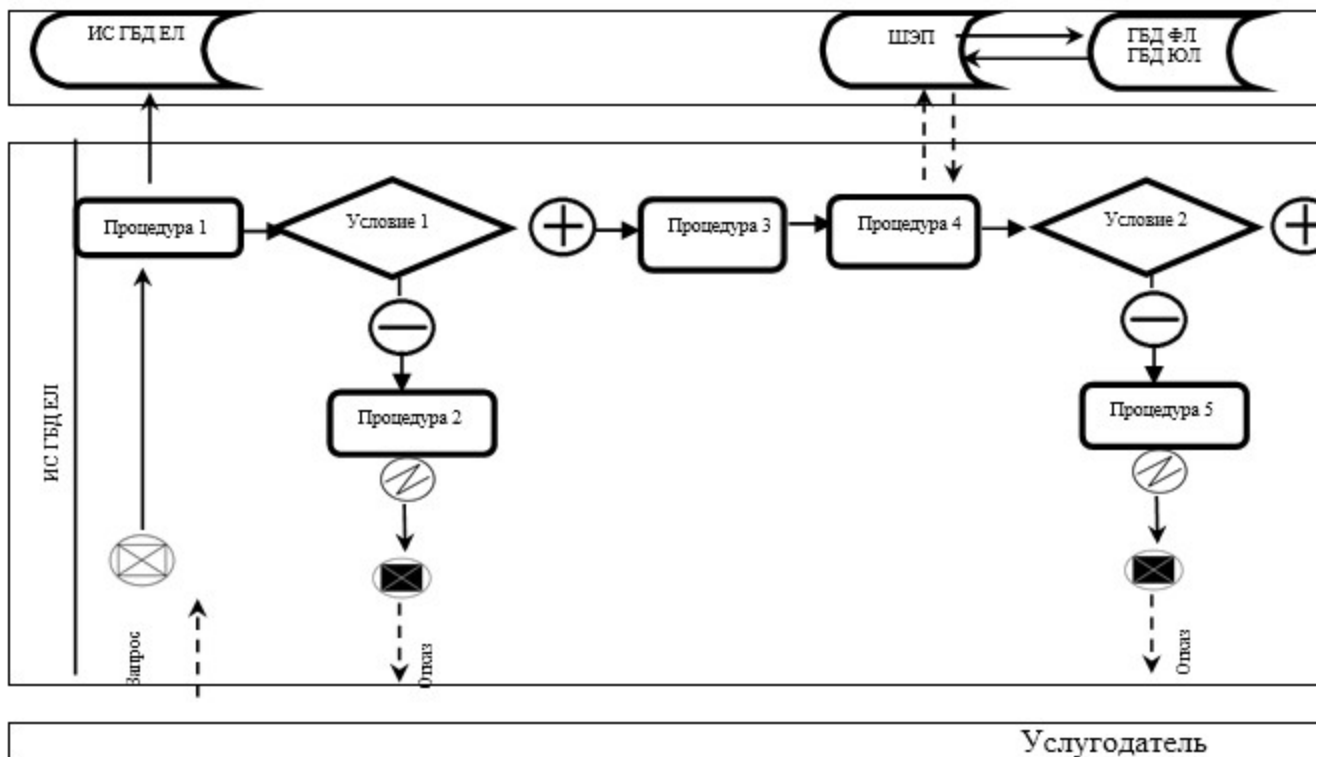 ИС ГБД ЕЛ
ШЭП
ГБД ФЛ
ГБД ЮЛ
Процедура 1
Условие 1
Процедура 3
Процедура 4
Условие 2
Процедура 2
Процедура 5
ИС ГБД ЕЛ
Запрос
Отказ
Отказ
Услугодатель